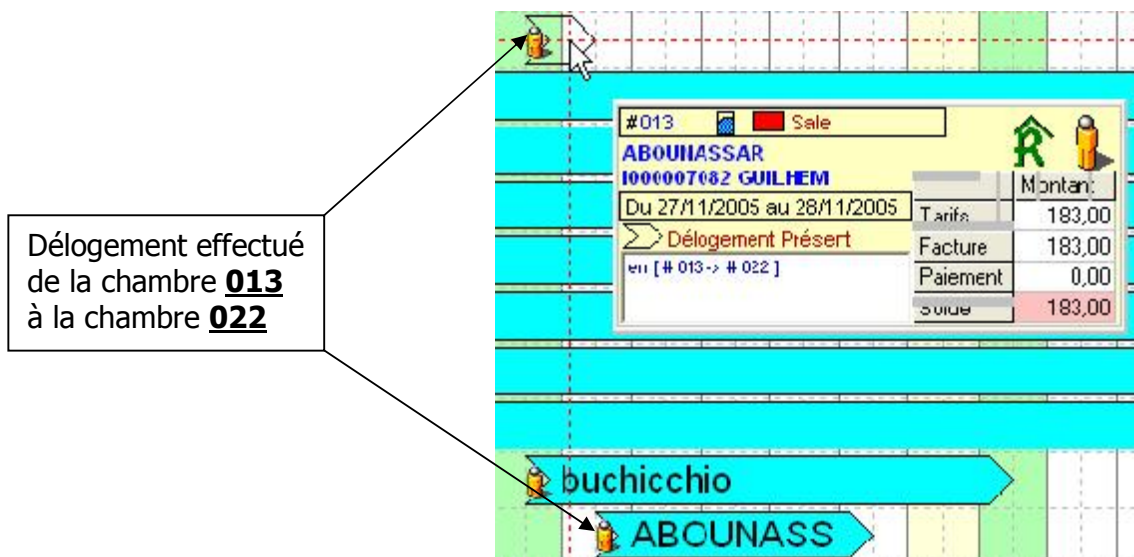 Délogement effectué
de la chambre 013
à la chambre 022
#013 Sale
ABOUNASSAR
I000007082 GUILHEM
Du 27/11/2005 au 28/11/2005
Délogement Présert
en [ # 013 -> # 022 ]
Montant
Tarifs 183,00
Facture 183,00
Paiement 0,00
Solde 183,00
buchicchio
ABOUNASS